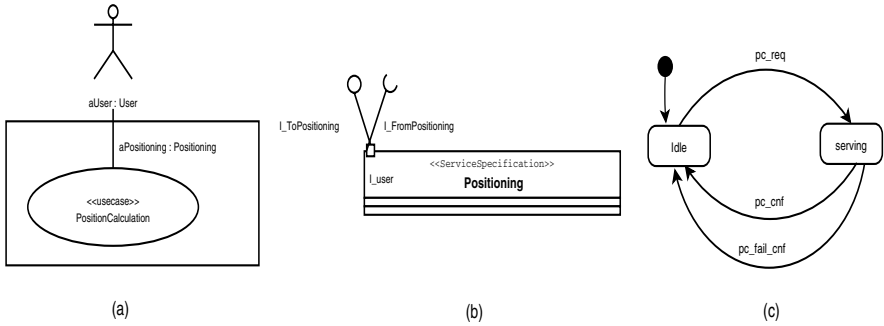 aUser : User
aPositioning : Positioning
<<usecase>>
PositionCalculation
(a)
I_ToPositioning
I_FromPositioning
I_user
<<ServiceSpecification>>
Positioning
(b)
pc_req
Idle
serving
pc_cnf
pc_fail_cnf
(c)